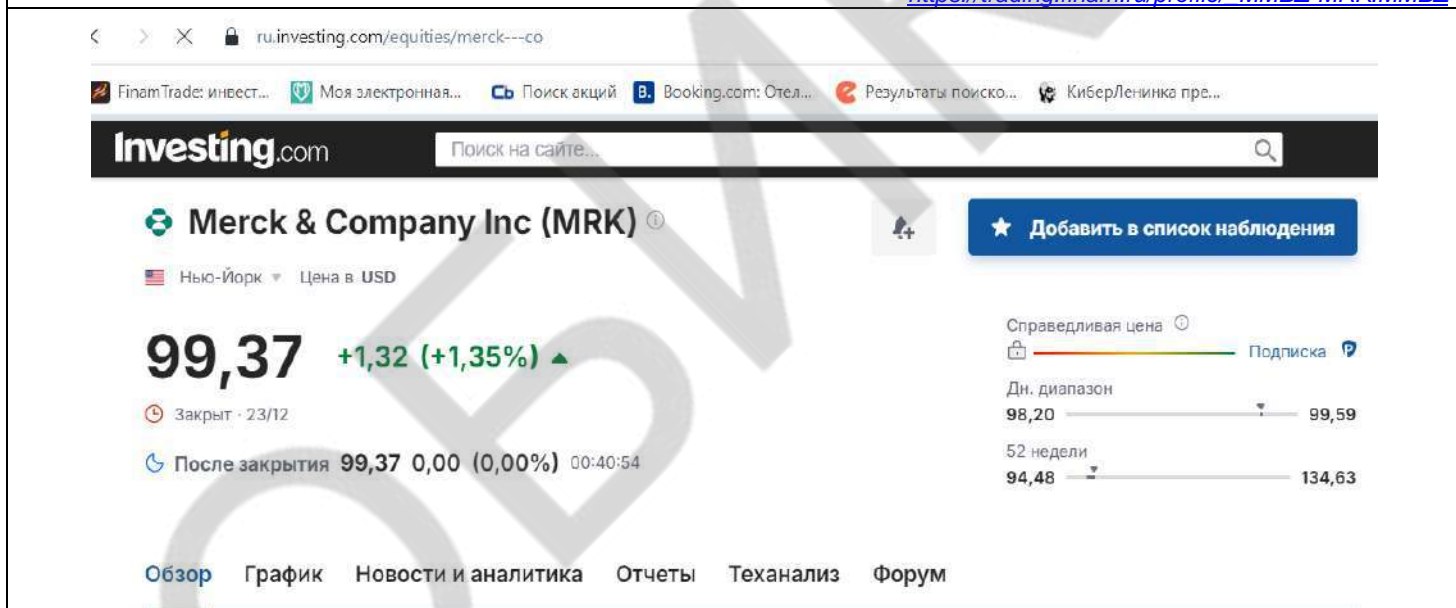 ru.investing.com/equities/merck---co
FinamTrade: инвест... Моя электронная... Cb Поиск акций B. Booking.com: Отел... Результаты поиско... КиберЛенинка пре...
Investing.com Поиск на сайте...
Merck & Company Inc (MRK) Добавить в список наблюдения
Нью-Йорк Цена в USD
Справедливая цена
99,37 +1,32 (+1,35%) Подписка
Дн. диапазон
Закрыт · 23/12 98,20 99,59
52 недели
После закрытия 99,37 0,00 (0,00%) 00:40:54
94,48 134,63
Обзор График Новости и аналитика Отчеты Теханализ Форум